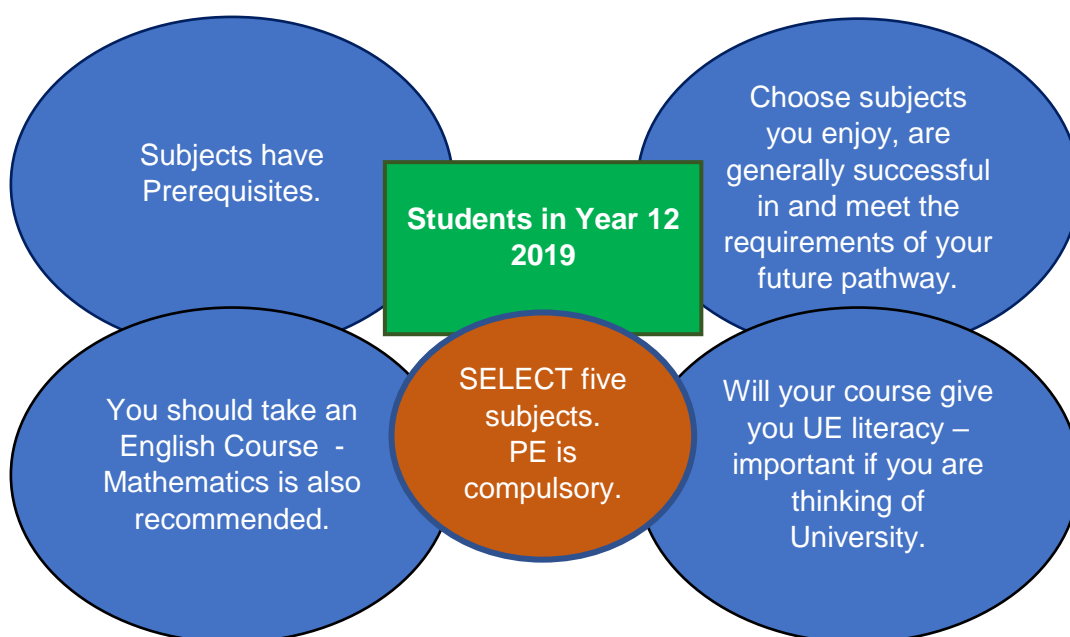 Subjects have
Prerequisites.
Choose subjects
you enjoy, are
generally successful
in and meet the
requirements of your
future pathway.
Students in Year 12
2019
You should take an
English Course  -
Mathematics is also
recommended.
SELECT five
subjects.
PE is
compulsory.
Will your course give
you UE literacy –
important if you are
thinking of
University.